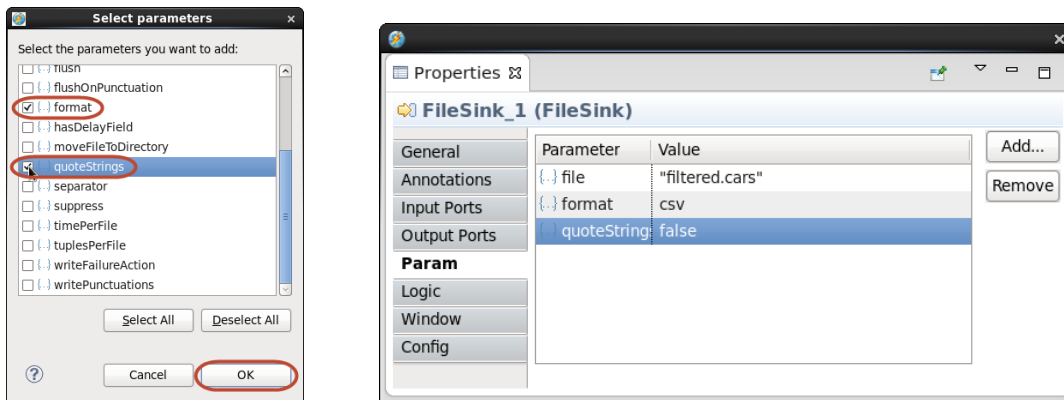 Select parameters
Select the parameters you want to add:
flush
flushOnPunctuation
format
hasDelayField
moveFileToDirectory
quoteStrings
separator
suppress
timePerFile
tuplesPerFile
writeFailureAction
writePunctuations
Select All Deselect All
Cancel OK
Properties
FileSink_1 (FileSink)
General
Annotations
Input Ports
Output Ports
Param
Logic
Window
Config
Parameter Value
file "filtered.cars"
format csv
quoteString false
Add...
Remove